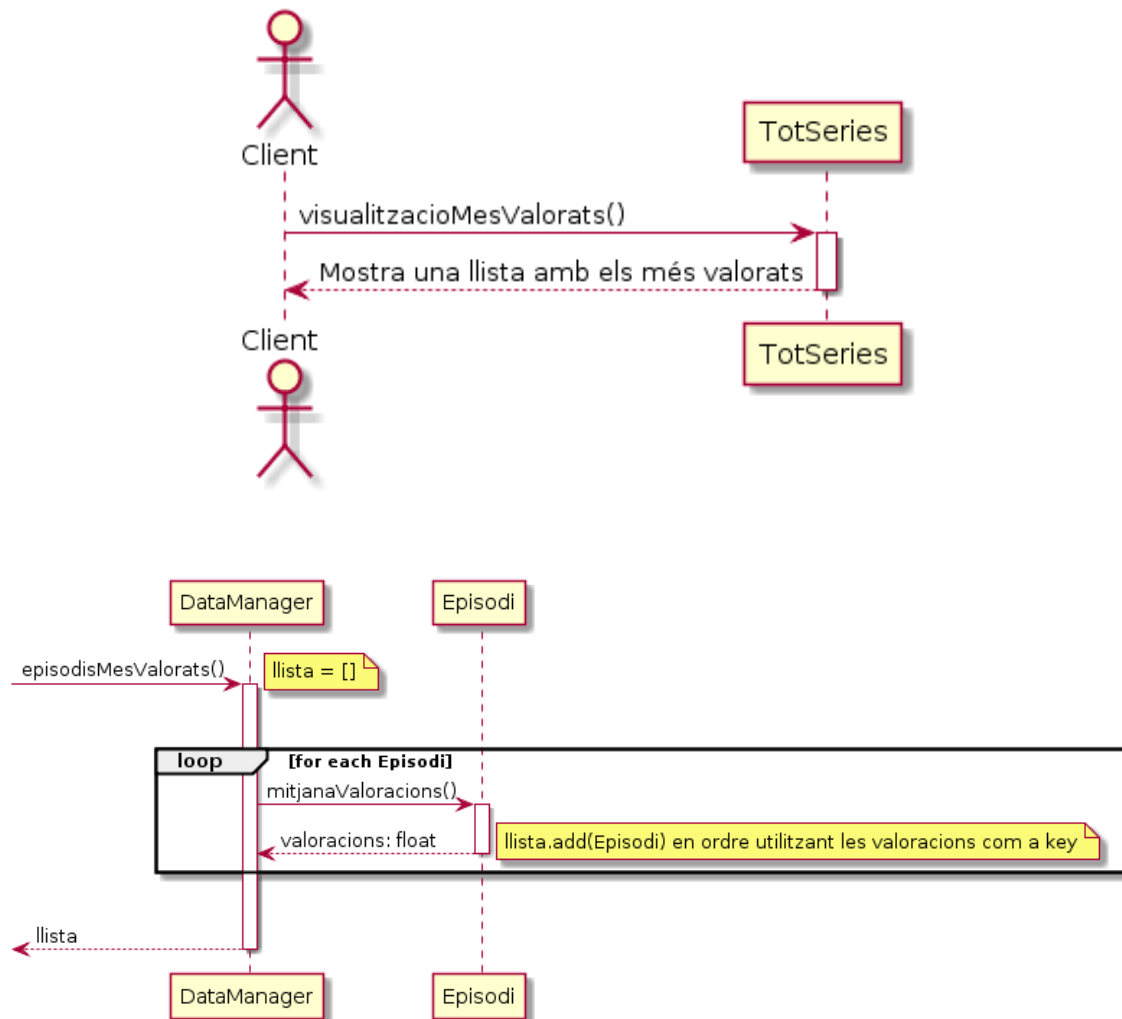 Client
TotSeries
visualitzacioMesValorats()
Mostra una llista amb els més valorats
Client
TotSeries
DataManager
Episodi
episodisMesValorats()
llista = []
loop
[for each Episodi]
mitjanaValoracions()
valoracions: float
llista.add(Episodi) en ordre utilitzant les valoracions com a key
llista
DataManager
Episodi